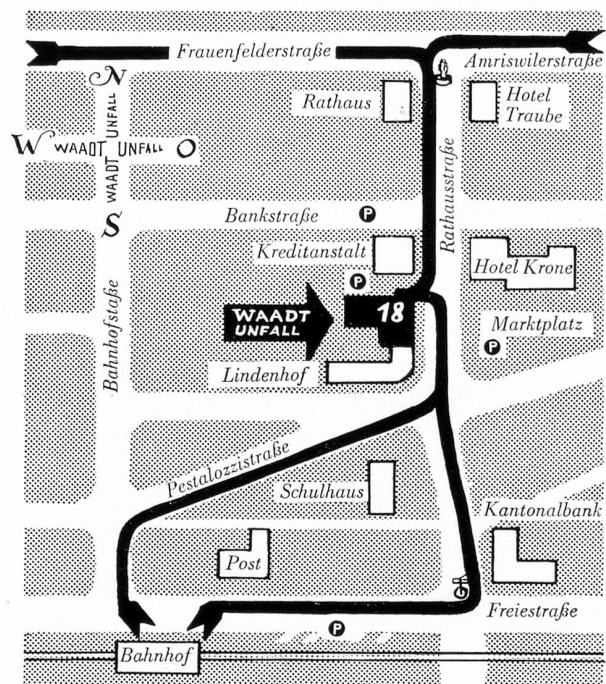 Frauenfelderstraße
Amriswilerstraße
N
Rathaus
Hotel
Traube
WAADT UNFALL
W WAADT UNFALL O
Rathausstraße
S
Bankstraße
P
Kreditanstalt
Hotel Krone
P
WAADT
UNFALL
18
Marktplatz
P
Bahnhofstaße
Lindenhof
Pestalozzistraße
Schulhaus
Kantonalbank
Post
Freiestraße
P
Bahnhof